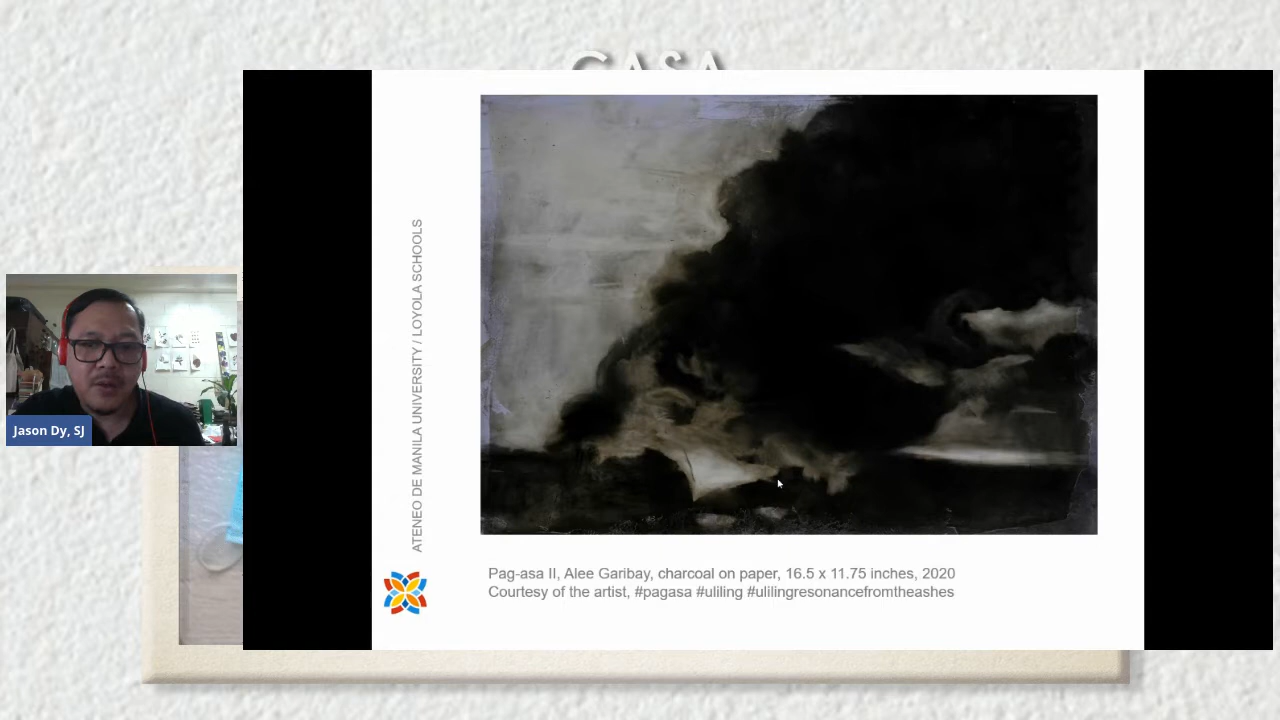 GASA
ATENEO DE MANILA UNIVERSITY / LOYOLA SCHOOLS
Jason Dy, SJ
Pag-asa II, Alee Garibay, charcoal on paper, 16.5 x 11.75 inches, 2020
Courtesy of the artist, #pagasa #uliling #ulilingresonancefromtheashes